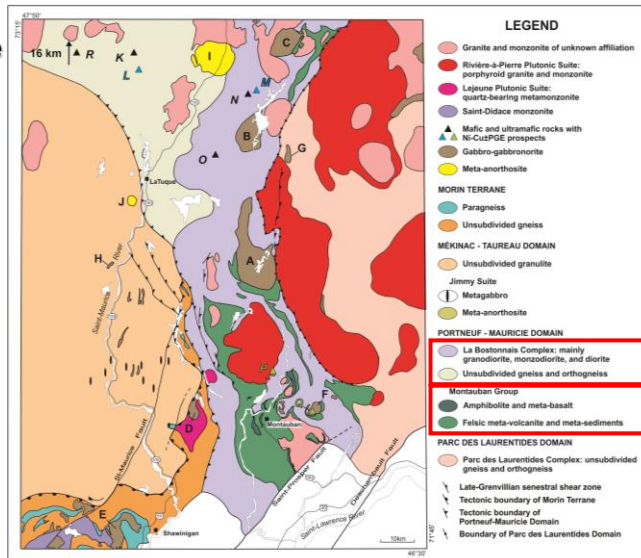 47°50'
73°15'
16 km
R
K
L
I
C
M
N
B
O
G
LaTuque
J
H
Saint-Maurice River
A
F
Montauban
D
St-Maurice Fault
Saint-Prosper Fault
E
Shawinigan
Saint-Lawrence River
10km
71°45'
46°30'
LEGEND
Granite and monzonite of unknown affiliation
Rivière-à-Pierre Plutonic Suite:
porphyroid granite and monzonite
Lejeune Plutonic Suite:
quartz-bearing metamonzonite
Saint-Didace monzonite
Mafic and ultramafic rocks with
Ni-Cu±PGE prospects
Gabbro-gabbronorite
Meta-anorthosite
MORIN TERRANE
Paragneiss
Unsubdivided gneiss
MÉKINAC - TAUREAU DOMAIN
Unsubdivided granulite
Jimmy Suite
Metagabbro
Meta-anorthosite
PORTNEUF - MAURICIE DOMAIN
La Bostonnais Complex: mainly
granodiorite, monzodiorite, and diorite
Unsubdivided gneiss and orthogneiss
Montauban Group
Amphibolite and meta-basalt
Felsic meta-volcanite and meta-sediments
PARC DES LAURENTIDES DOMAIN
Parc des Laurentides Complex: unsubdivided
gneiss and orthogneiss
Late-Grenvillian senestral shear zone
Tectonic boundary of Morin Terrane
Tectonic boundary of
Portneuf-Mauricie Domain
Boundary of Parc des Laurentides Domain